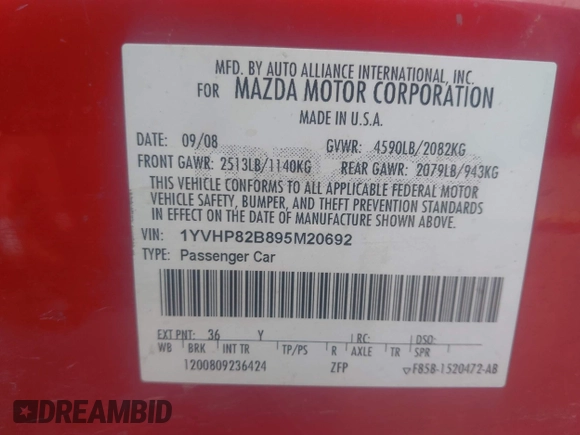 MFD. BY AUTO ALLIANCE INTERNATIONAL, INC.
FOR MAZDA MOTOR CORPORATION
MADE IN U.S.A.
DATE: 09/08 GVWR: 4590LB/2082KG
FRONT GAWR: 2513LB/1140KG REAR GAWR: 2079LB/943KG
THIS VEHICLE CONFORMS TO ALL APPLICABLE FEDERAL MOTOR
VEHICLE SAFETY, BUMPER, AND THEFT PREVENTION STANDARDS
IN EFFECT ON THE DATE OF MANUFACTURE SHOWN ABOVE.
VIN: 1YVHP82B895M20692
TYPE: Passenger Car
EXT PNT: 36 Y RC: DSO:
WB BRK INT TR TP/PS R AXLE TR SPR
1200809236424 ZFP F85B-1520472-AB
DREAMBID